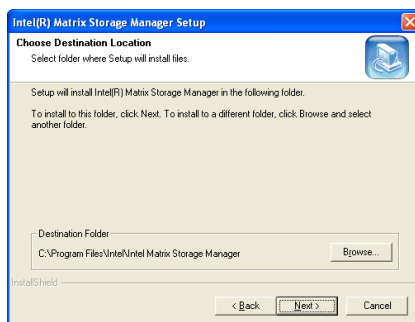 Intel(R) Matrix Storage Manager Setup
Choose Destination Location
Select folder where Setup will install files.
Setup will install Intel(R) Matrix Storage Manager in the following folder.
To install to this folder, click Next. To install to a different folder, click Browse and select
another folder.
Destination Folder
C:\Program Files\Intel\Intel Matrix Storage Manager
Browse...
InstallShield
< Back
Next >
Cancel